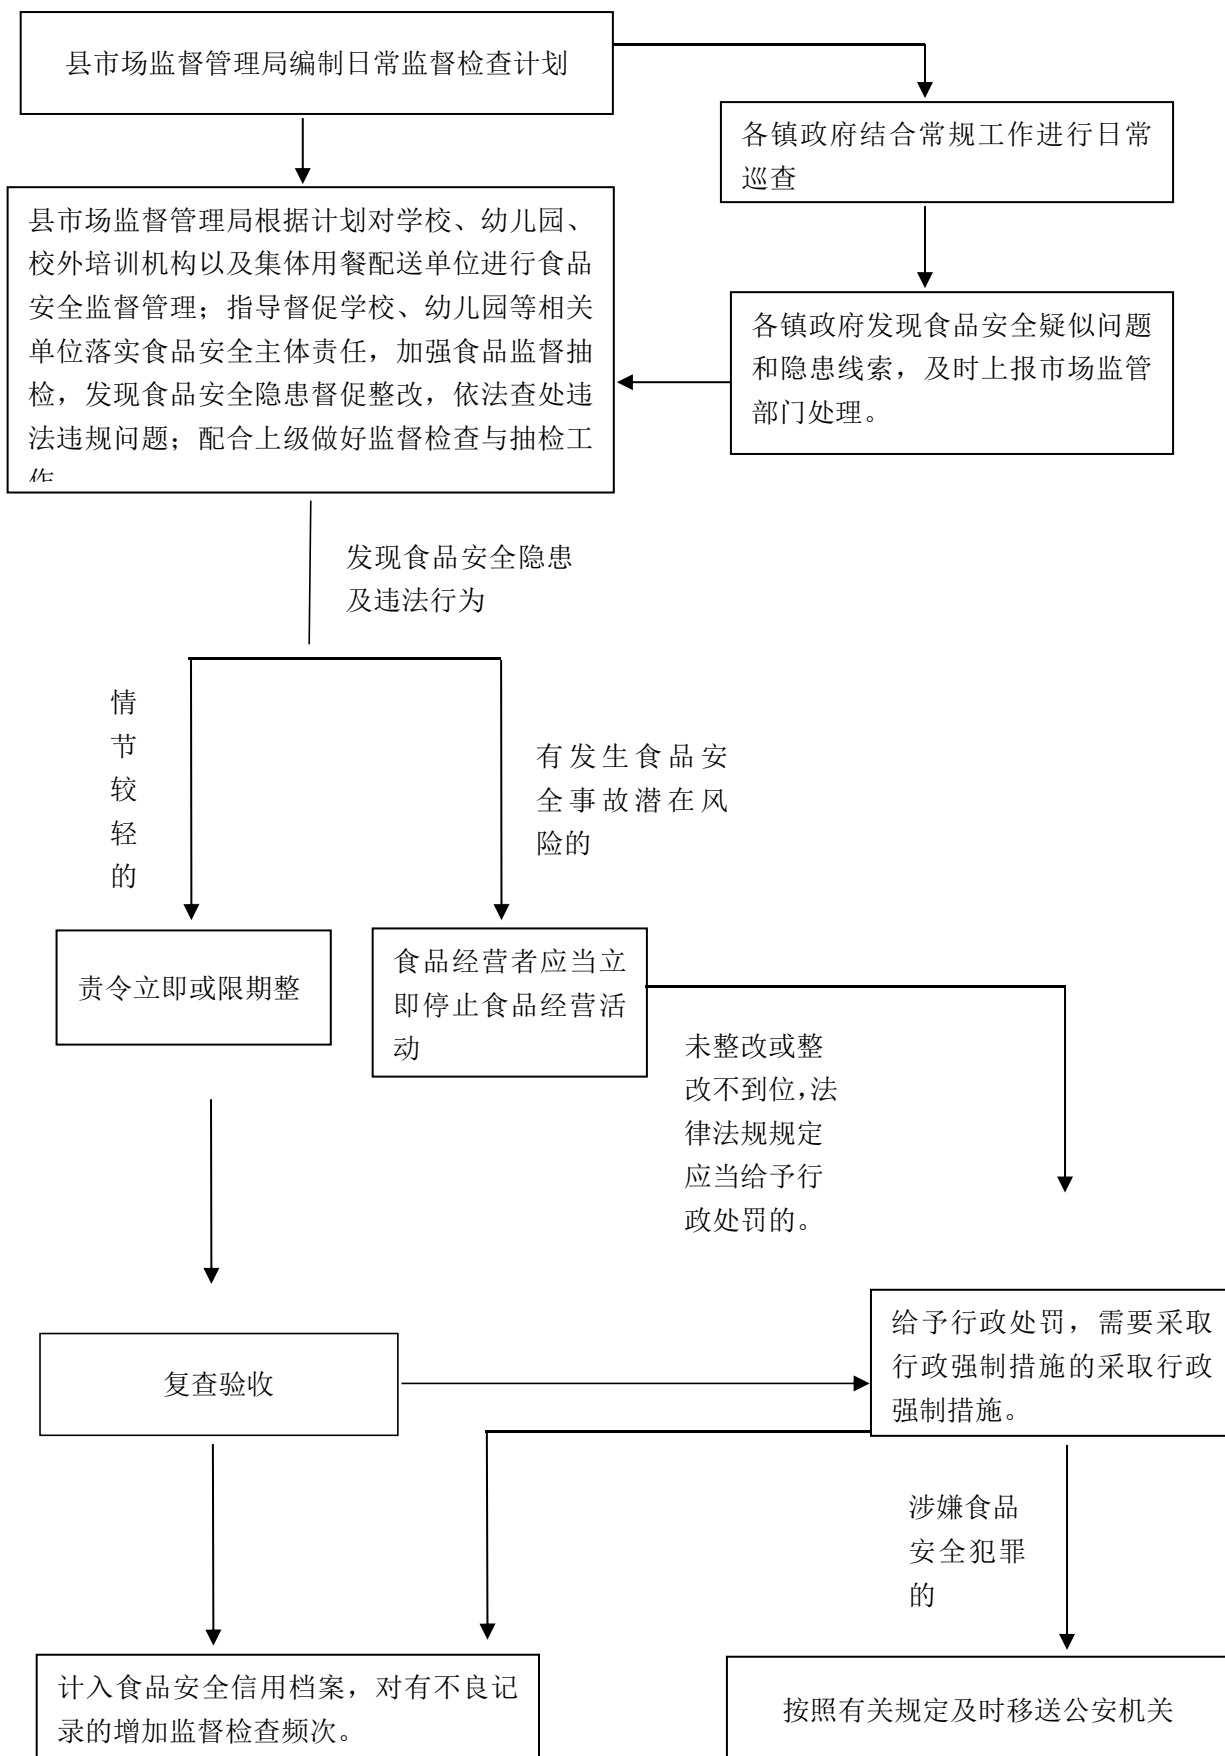 县市场监督管理局编制日常监督检查计划
各镇政府结合常规工作进行日常
巡查
县市场监督管理局根据计划对学校、幼儿园、
校外培训机构以及集体用餐配送单位进行食品
安全监督管理；指导督促学校、幼儿园等相关
单位落实食品安全主体责任，加强食品监督抽
检，发现食品安全隐患督促整改，依法查处违
法违规问题；配合上级做好监督检查与抽检工
作
各镇政府发现食品安全疑似问题
和隐患线索，及时上报市场监管
部门处理。
发现食品安全隐患
及违法行为
情
节
较
轻
的
有发生食品安
全事故潜在风
险的
责令立即或限期整
食品经营者应当立
即停止食品经营活
动
未整改或整
改不到位，法
律法规规定
应当给予行
政处罚的。
复查验收
给予行政处罚，需要采取
行政强制措施的采取行政
强制措施。
涉嫌食品
安全犯罪
的
计入食品安全信用档案，对有不良记
录的增加监督检查频次。
按照有关规定及时移送公安机关